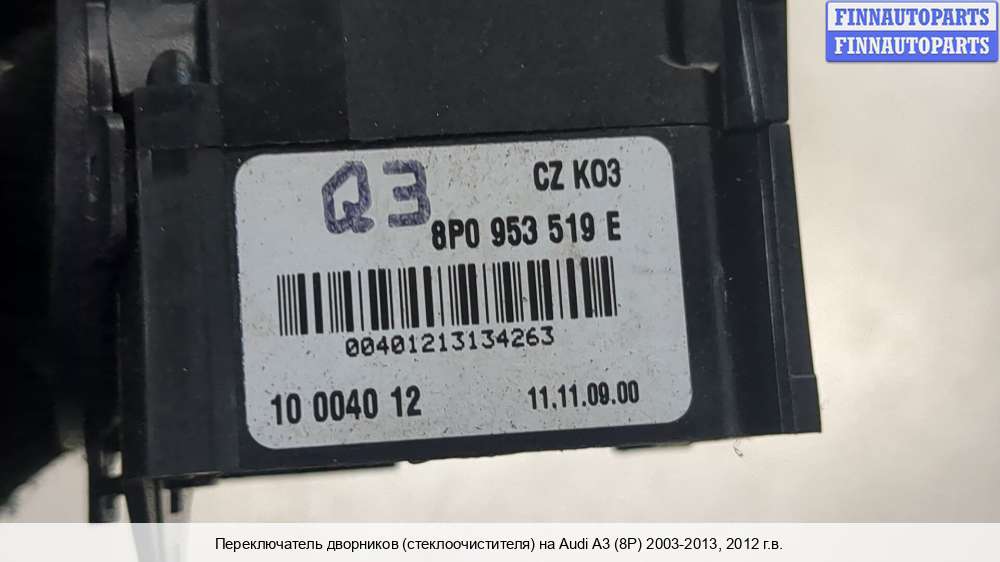 FINNAUTOPARTS
FINNAUTOPARTS
Q3
CZ K03
8P0 953 519 E
00401213134263
10 0040 12
11.11.09.00
Переключатель дворников (стеклоочистителя) на Audi A3 (8P) 2003-2013, 2012 г.в.